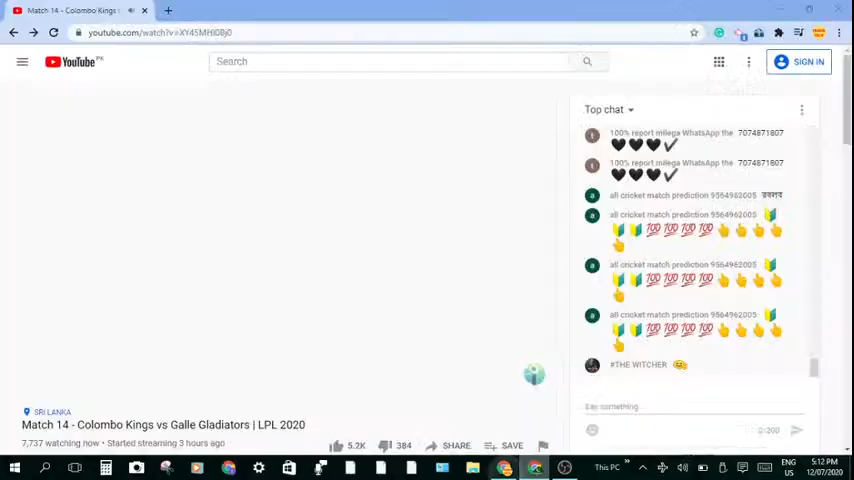 Match 14 - Colombo Kings
youtube.com/watch?v=XY45MHi0Bj0
YouTube PK
Search
SIGN IN
Top chat
t 100% report milega WhatsApp the 7074871807
t 100% report milega WhatsApp the 7074871807
a all cricket match prediction 9564962005
a all cricket match prediction 9564962005
💯 💯 💯 💯
a all cricket match prediction 9564962005
💯 💯 💯 💯
a all cricket match prediction 9564962005
💯 💯 💯 💯
#THE WITCHER
SRI LANKA
Match 14 - Colombo Kings vs Galle Gladiators | LPL 2020
7,737 watching now • Started streaming 3 hours ago
5.2K 384 SHARE SAVE
Say something...
0/200
This PC
ENG
US
5:12 PM
12/07/2020